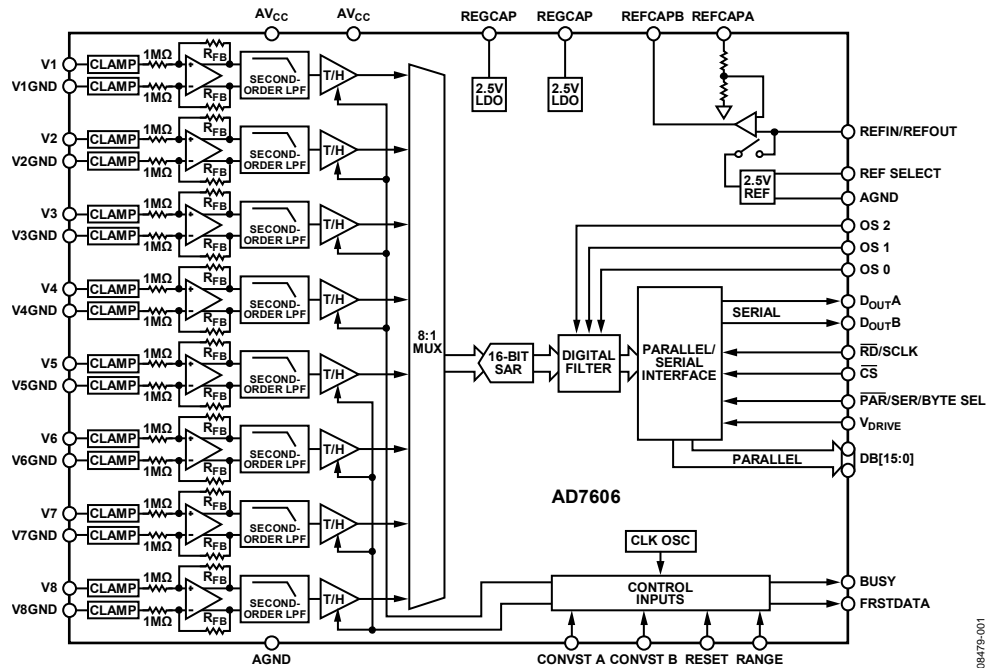 AVCC AVCC REGCAP REGCAP REFCAPB REFCAPA
V1 CLAMP 1MΩ RFB
V1GND CLAMP 1MΩ RFB
SECOND-
ORDER LPF
T/H
V2 CLAMP 1MΩ RFB
V2GND CLAMP 1MΩ RFB
SECOND-
ORDER LPF
T/H
V3 CLAMP 1MΩ RFB
V3GND CLAMP 1MΩ RFB
SECOND-
ORDER LPF
T/H
V4 CLAMP 1MΩ RFB
V4GND CLAMP 1MΩ RFB
SECOND-
ORDER LPF
T/H
V5 CLAMP 1MΩ RFB
V5GND CLAMP 1MΩ RFB
SECOND-
ORDER LPF
T/H
V6 CLAMP 1MΩ RFB
V6GND CLAMP 1MΩ RFB
SECOND-
ORDER LPF
T/H
V7 CLAMP 1MΩ RFB
V7GND CLAMP 1MΩ RFB
SECOND-
ORDER LPF
T/H
V8 CLAMP 1MΩ RFB
V8GND CLAMP 1MΩ RFB
SECOND-
ORDER LPF
T/H
8:1
MUX
2.5V
LDO
2.5V
LDO
2.5V
REF
REFIN/REFOUT
REF SELECT
AGND
OS 2
OS 1
OS 0
16-BIT
SAR
DIGITAL
FILTER
PARALLEL/
SERIAL
INTERFACE
SERIAL
DOUTA
DOUTB
RD/SCLK
CS
PAR/SER/BYTE SEL
VDRIVE
PARALLEL
DB[15:0]
AD7606
CLK OSC
CONTROL
INPUTS
BUSY
FRSTDATA
AGND
CONVST A CONVST B RESET RANGE
08479-001